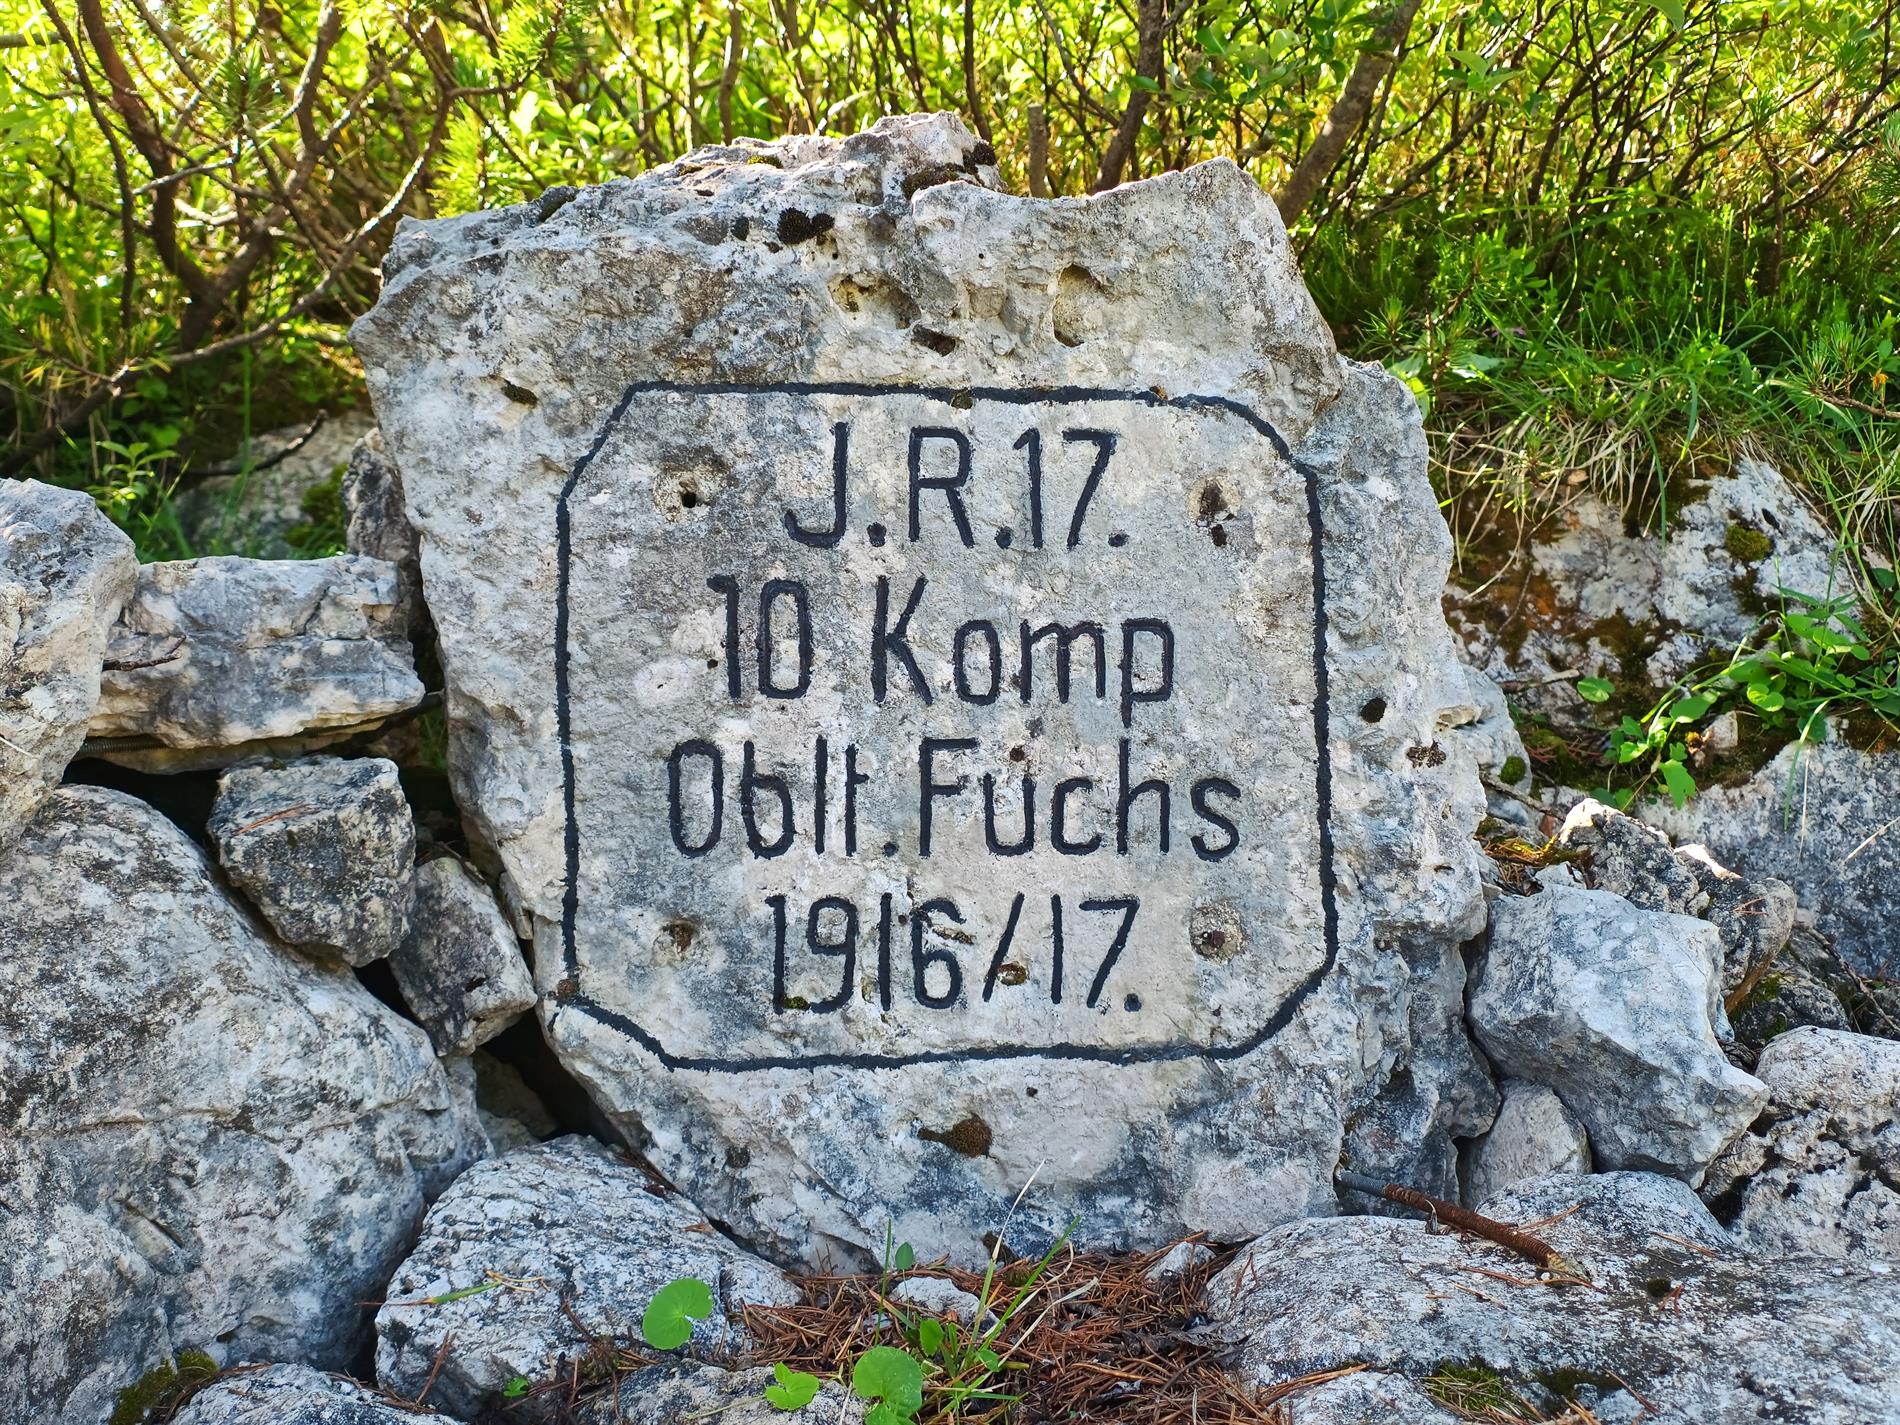 J.R.17.
10 Komp
Oblt. Fuchs
1916/17.